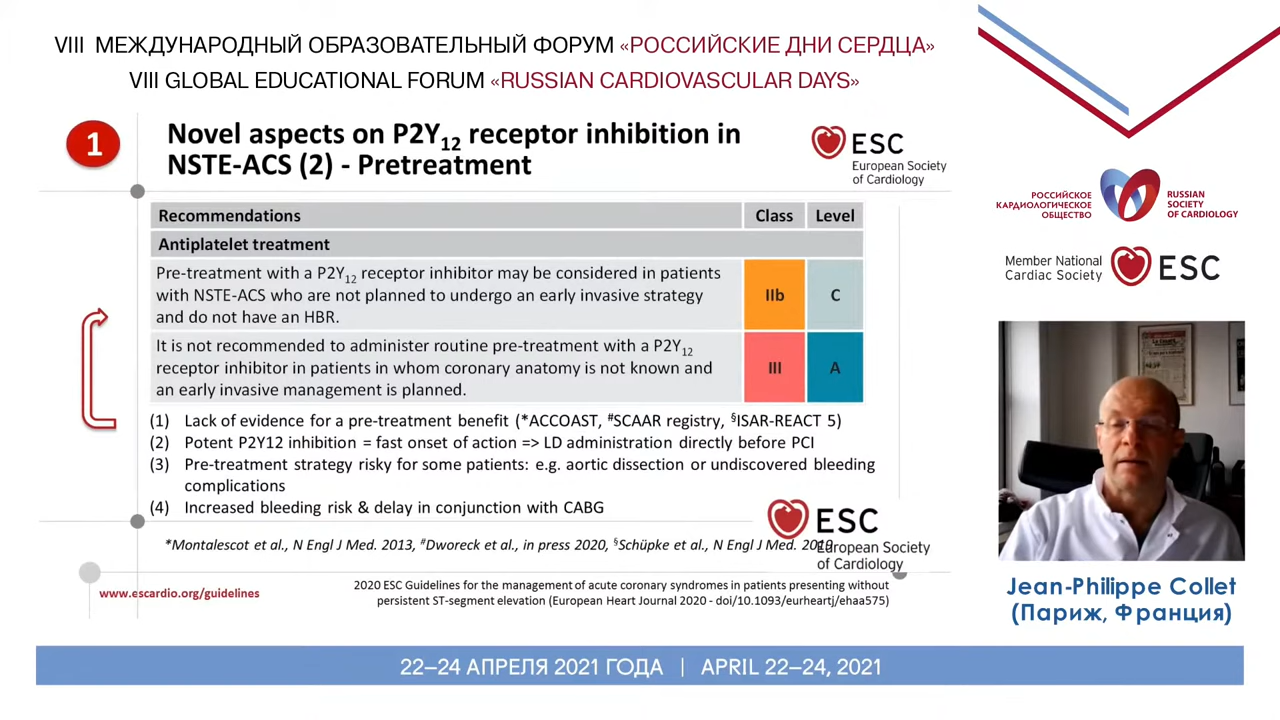 VIII МЕЖДУНАРОДНЫЙ ОБРАЗОВАТЕЛЬНЫЙ ФОРУМ «РОССИЙСКИЕ ДНИ СЕРДЦА»
VIII GLOBAL EDUCATIONAL FORUM «RUSSIAN CARDIOVASCULAR DAYS»
1
Novel aspects on P2Y12 receptor inhibition in
NSTE-ACS (2) - Pretreatment
ESC
European Society
of Cardiology
Recommendations Class Level
Antiplatelet treatment
Pre-treatment with a P2Y12 receptor inhibitor may be considered in patients
with NSTE-ACS who are not planned to undergo an early invasive strategy
and do not have an HBR.
IIb C
It is not recommended to administer routine pre-treatment with a P2Y12
receptor inhibitor in patients in whom coronary anatomy is not known and
an early invasive management is planned.
III A
(1) Lack of evidence for a pre-treatment benefit (*ACCOAST, #SCAAR registry, §ISAR-REACT 5)
(2) Potent P2Y12 inhibition = fast onset of action => LD administration directly before PCI
(3) Pre-treatment strategy risky for some patients: e.g. aortic dissection or undiscovered bleeding
complications
(4) Increased bleeding risk & delay in conjunction with CABG
*Montalescot et al., N Engl J Med. 2013, #Dworeck et al., in press 2020, §Schüpke et al., N Engl J Med. 2019
ESC
European Society
of Cardiology
www.escardio.org/guidelines
2020 ESC Guidelines for the management of acute coronary syndromes in patients presenting without
persistent ST-segment elevation (European Heart Journal 2020 - doi/10.1093/eurheartj/ehaa575)
РОССИЙСКОЕ
КАРДИОЛОГИЧЕСКОЕ
ОБЩЕСТВО
RUSSIAN
SOCIETY
OF CARDIOLOGY
Member National
Cardiac Society
ESC
Jean-Philippe Collet
(Париж, Франция)
22–24 АПРЕЛЯ 2021 ГОДА | APRIL 22–24, 2021